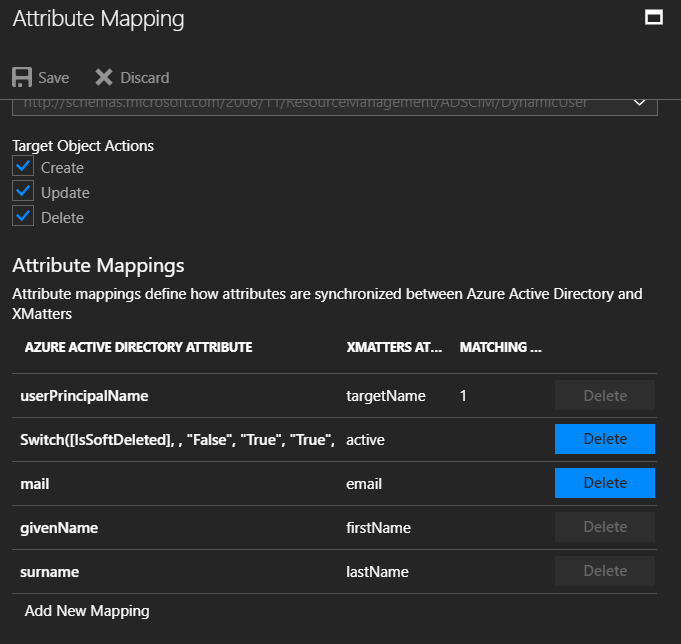 Attribute Mapping
Save Discard
http://schemas.microsoft.com/2006/11/ResourceManagement/ADSCIM/DynamicUser
Target Object Actions
Create
Update
Delete
Attribute Mappings
Attribute mappings define how attributes are synchronized between Azure Active Directory and
XMatters
AZURE ACTIVE DIRECTORY ATTRIBUTE XMATTERS AT... MATCHING ...
userPrincipalName targetName 1 Delete
Switch([IsSoftDeleted], , "False", "True", "True", active Delete
mail email Delete
givenName firstName Delete
surname lastName Delete
Add New Mapping